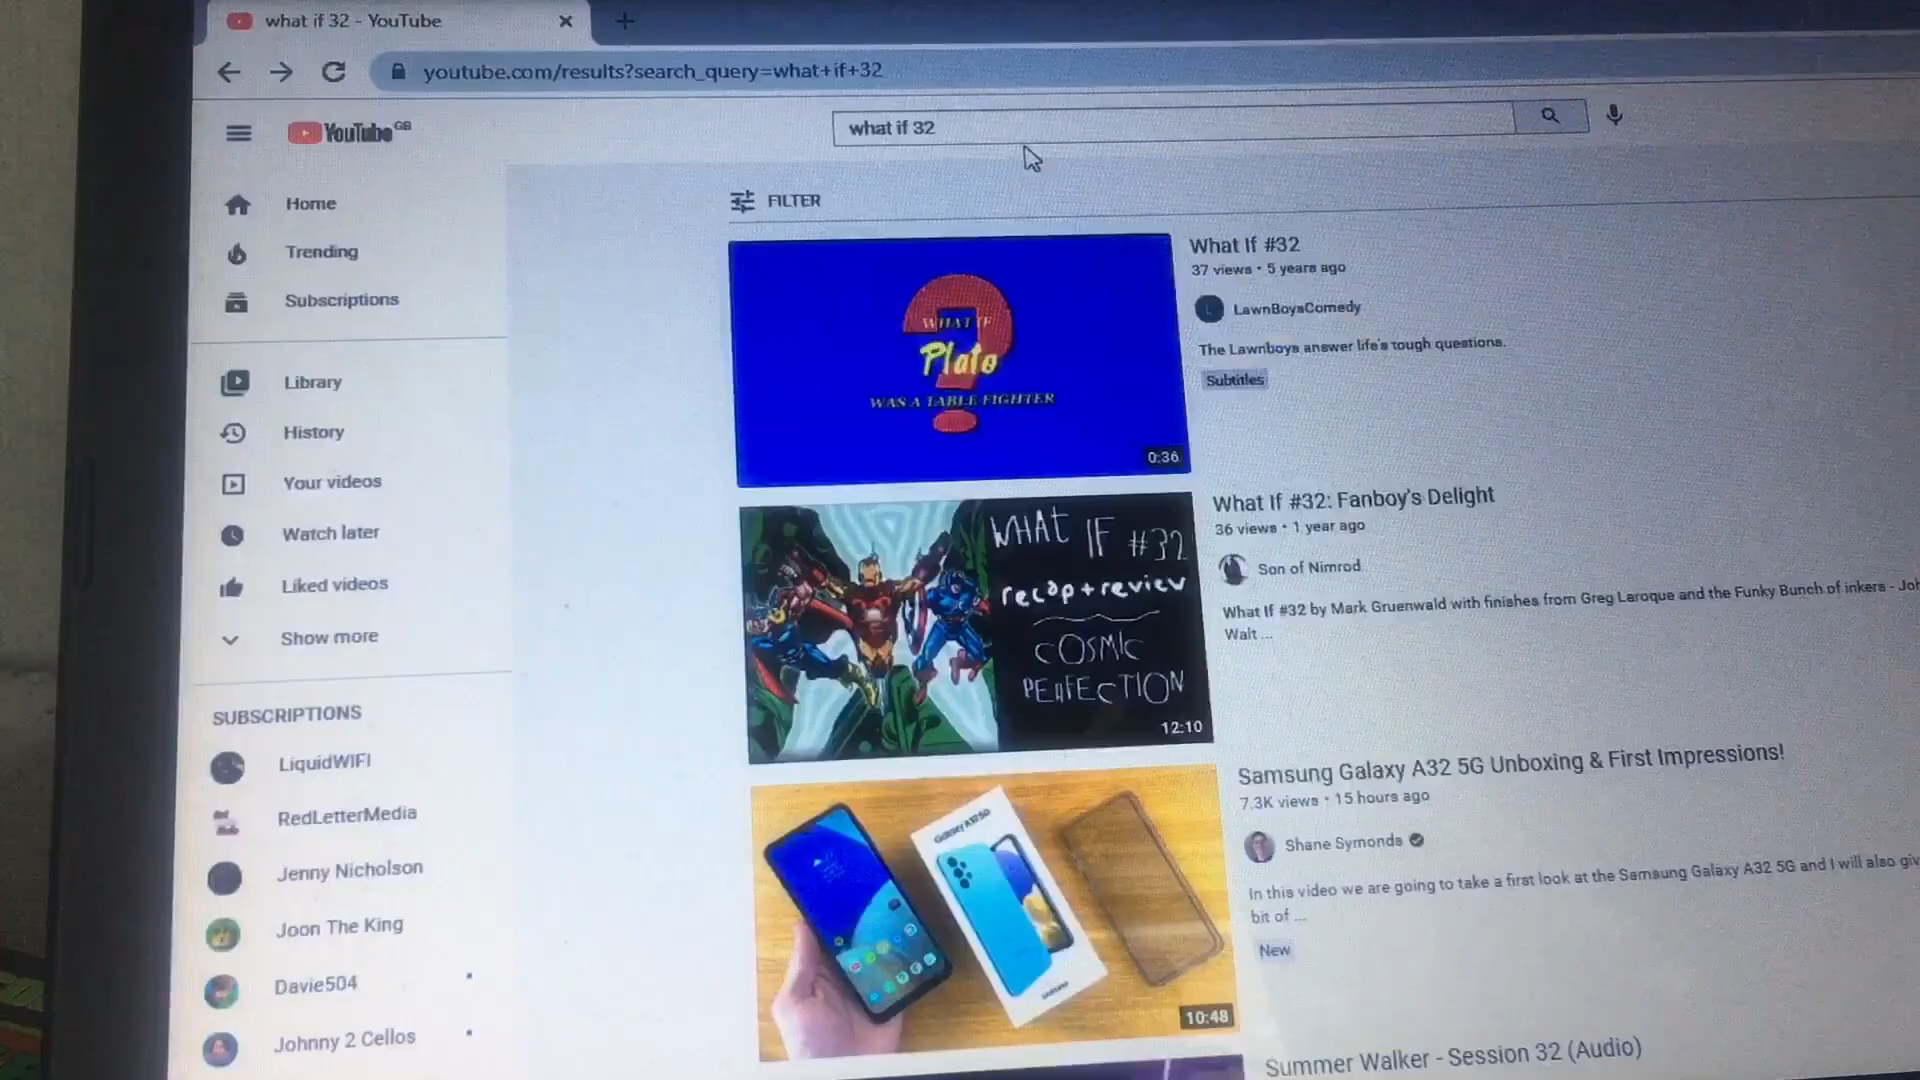 what if 32 - YouTube
youtube.com/results?search_query=what+if+32
YouTube GB
what if 32
Home
Trending
Subscriptions
Library
History
Your videos
Watch later
Liked videos
Show more
SUBSCRIPTIONS
LiquidWIFI
RedLetterMedia
Jenny Nicholson
Joon The King
Davie504
Johnny 2 Cellos
FILTER
WHAT IF
Plato
WAS A TABLE FIGHTER
0:36
What If #32
37 views • 5 years ago
L
LawnBoysComedy
The Lawnboys answer life's tough questions.
Subtitles
WHAT IF #32
recap+review
COSMIC
PERFECTION
12:10
What If #32: Fanboy's Delight
36 views • 1 year ago
Son of Nimrod
What If #32 by Mark Gruenwald with finishes from Greg Laroque and the Funky Bunch of inkers - Joh
Walt ...
Galaxy A32 5G
SAMSUNG
10:48
Samsung Galaxy A32 5G Unboxing & First Impressions!
7.3K views • 15 hours ago
Shane Symonds
In this video we are going to take a first look at the Samsung Galaxy A32 5G and I will also giv
bit of ...
New
Summer Walker - Session 32 (Audio)